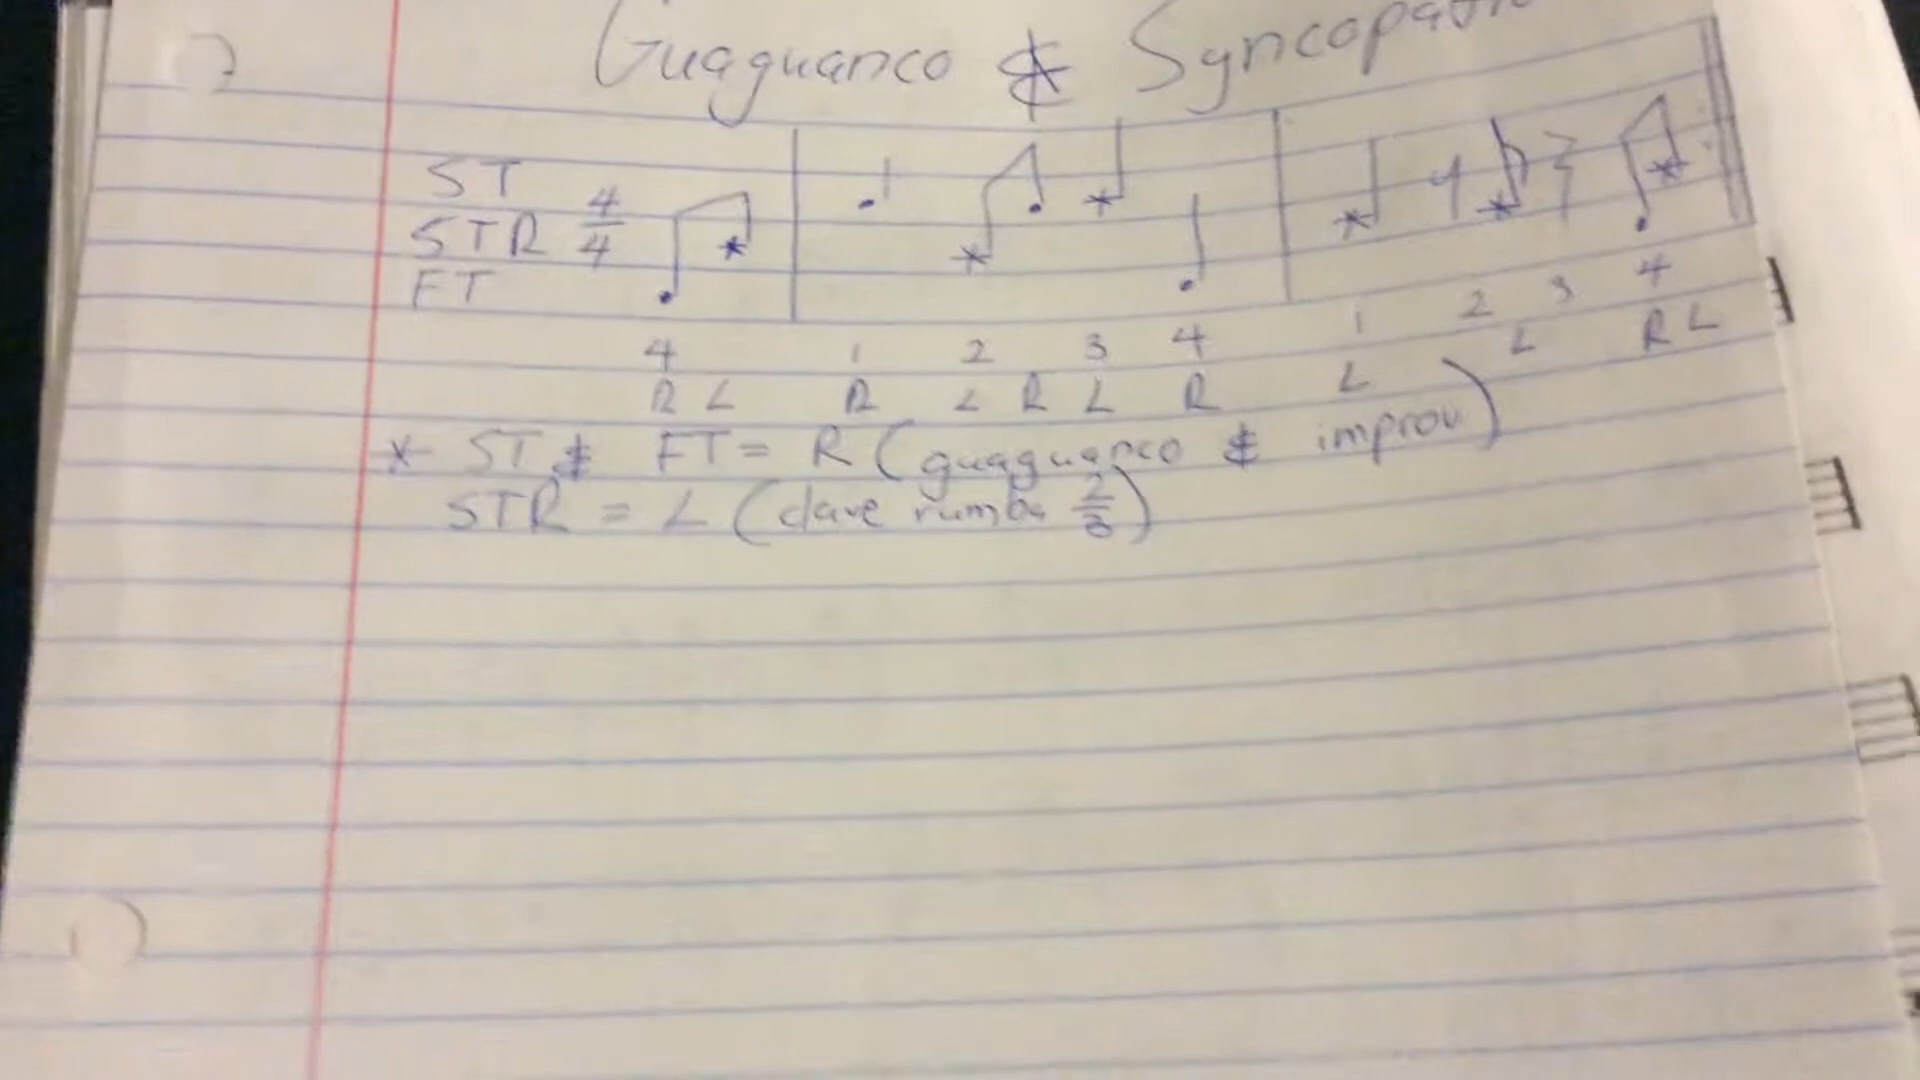 Guaguanco &
ST
STR 4/4
FT
4 1 2 3 4 1 2 3 4
R L R L R L R L L R L
* ST & FT = R (guaguanco & improv)
STR = L (clave rumba 2/3)